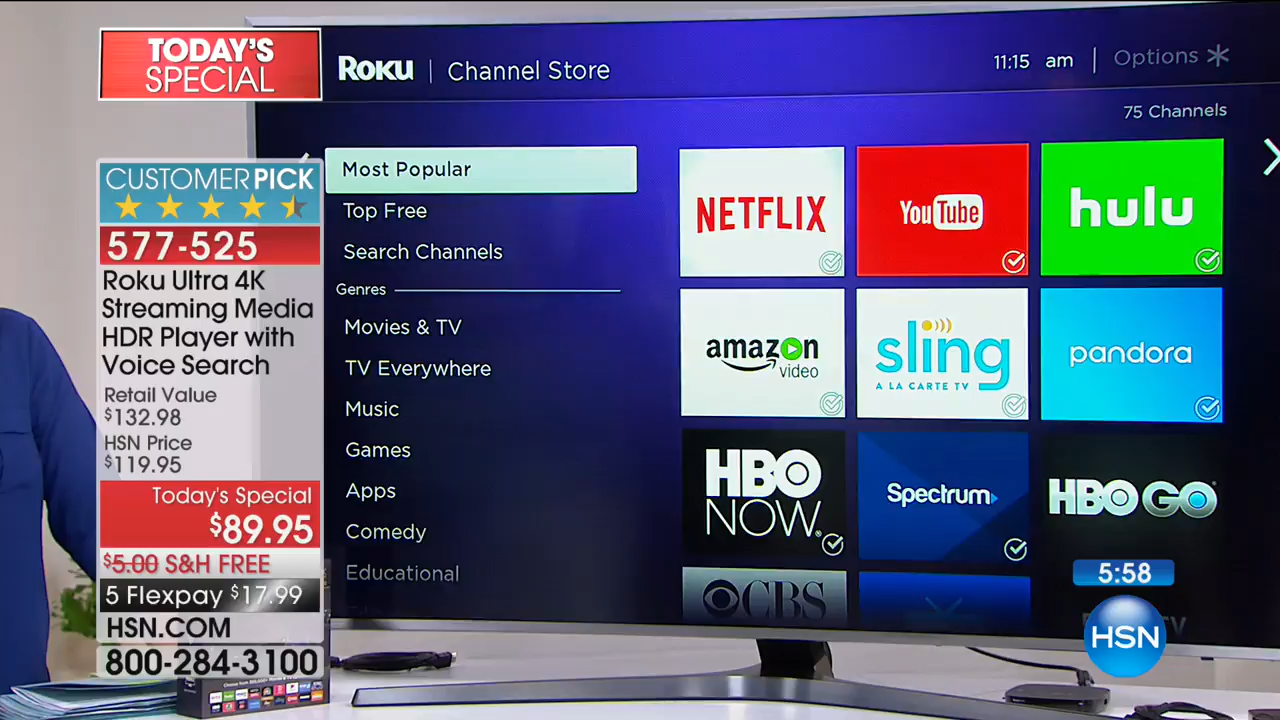 TODAY'S
SPECIAL
CUSTOMER PICK
577-525
Roku Ultra 4K
Streaming Media
HDR Player with
Voice Search
Retail Value
$132.98
HSN Price
$119.95
Today's Special
$89.95
$5.00 S&H FREE
5 Flexpay $17.99
HSN.COM
800-284-3100
Roku | Channel Store
11:15 am | Options
75 Channels
Most Popular
Top Free
Search Channels
Genres
Movies & TV
TV Everywhere
Music
Games
Apps
Comedy
Educational
NETFLIX
YouTube
hulu
amazon
video
sling
A LA CARTE TV
pandora
HBO
NOW
Spectrum
HBO GO
CBS
5:58
HSN